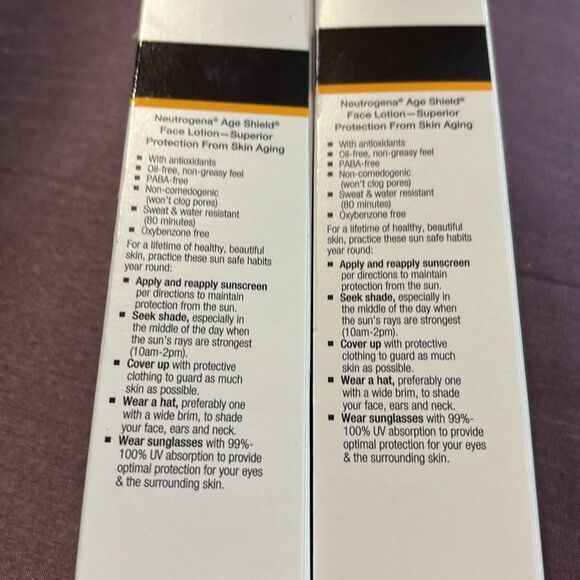 Neutrogena® Age Shield®
Face Lotion—Superior
Protection From Skin Aging
▪ With antioxidants
▪ Oil-free, non-greasy feel
▪ PABA-free
▪ Non-comedogenic
(won't clog pores)
▪ Sweat & water resistant
(80 minutes)
▪ Oxybenzone free
For a lifetime of healthy, beautiful
skin, practice these sun safe habits
year round:
▪ Apply and reapply sunscreen
per directions to maintain
protection from the sun.
▪ Seek shade, especially in
the middle of the day when
the sun's rays are strongest
(10am-2pm).
▪ Cover up with protective
clothing to guard as much
skin as possible.
▪ Wear a hat, preferably one
with a wide brim, to shade
your face, ears and neck.
▪ Wear sunglasses with 99%-
100% UV absorption to provide
optimal protection for your eyes
& the surrounding skin.
Neutrogena® Age Shield®
Face Lotion—Superior
Protection From Skin Aging
▪ With antioxidants
▪ Oil-free, non-greasy feel
▪ PABA-free
▪ Non-comedogenic
(won't clog pores)
▪ Sweat & water resistant
(80 minutes)
▪ Oxybenzone free
For a lifetime of healthy, beautiful
skin, practice these sun safe habits
year round:
▪ Apply and reapply sunscreen
per directions to maintain
protection from the sun.
▪ Seek shade, especially in
the middle of the day when
the sun's rays are strongest
(10am-2pm).
▪ Cover up with protective
clothing to guard as much
skin as possible.
▪ Wear a hat, preferably one
with a wide brim, to shade
your face, ears and neck.
▪ Wear sunglasses with 99%-
100% UV absorption to provide
optimal protection for your eyes
& the surrounding skin.